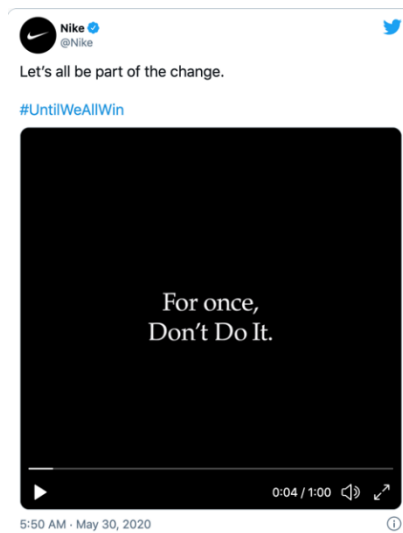 Nike
@Nike
Let's all be part of the change.
#UntilWeAllWin
For once,
Don't Do It.
0:04 / 1:00
5:50 AM · May 30, 2020